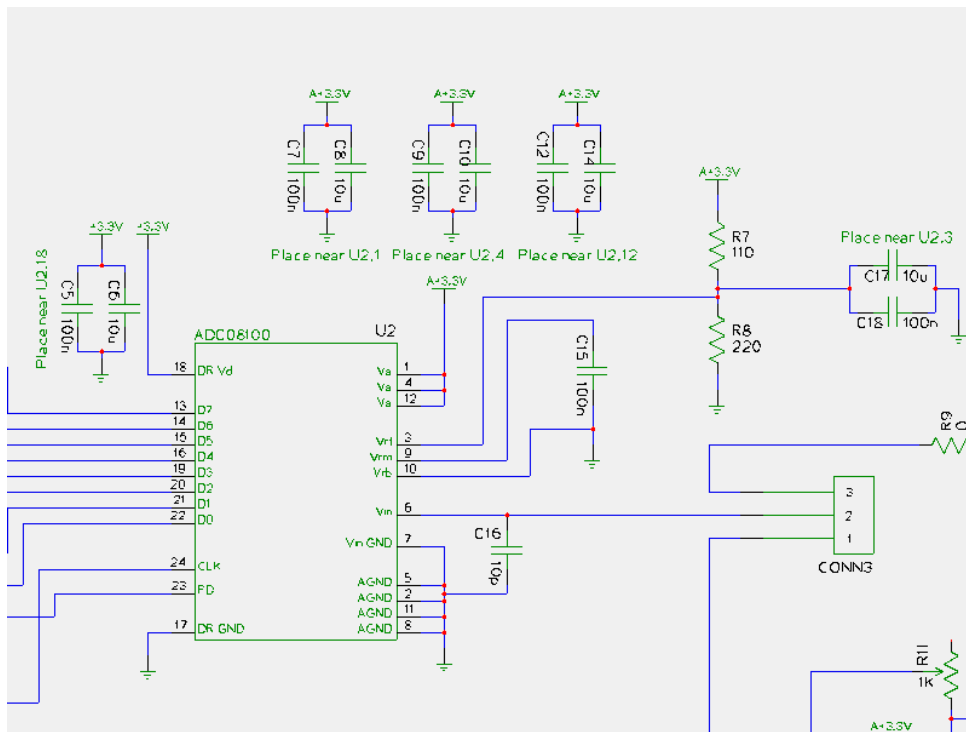 A+3.3V
A+3.3V
A+3.3V
C7
100n
C8
10u
C9
100n
C10
10u
C12
100n
C14
10u
Place near U2,1
Place near U2,4
Place near U2,12
A+3.3V
R7
110
R8
220
Place near U2,3
C17
10u
C18
100n
+3.3V
+3.3V
Place near U2,18
C5
100n
C6
10u
A+3.3V
ADC08100
U2
18
DR Vd
13
D7
14
D6
15
D5
16
D4
19
D3
20
D2
21
D1
22
D0
24
CLK
23
PD
17
DR GND
Va
1
Va
4
Va
12
Vrt
3
Vrm
9
Vrb
10
Vin
6
Vin GND
7
AGND
5
AGND
2
AGND
11
AGND
8
C15
100n
C16
10p
R9
0
3
2
1
CONN3
R11
1K
A+3.3V